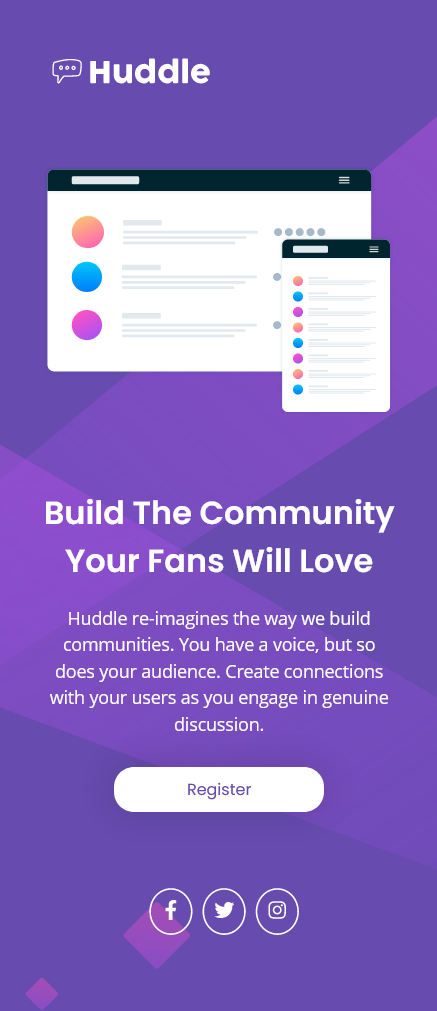 Huddle
Build The Community
Your Fans Will Love
Huddle re-imagines the way we build
communities. You have a voice, but so
does your audience. Create connections
with your users as you engage in genuine
discussion.
Register